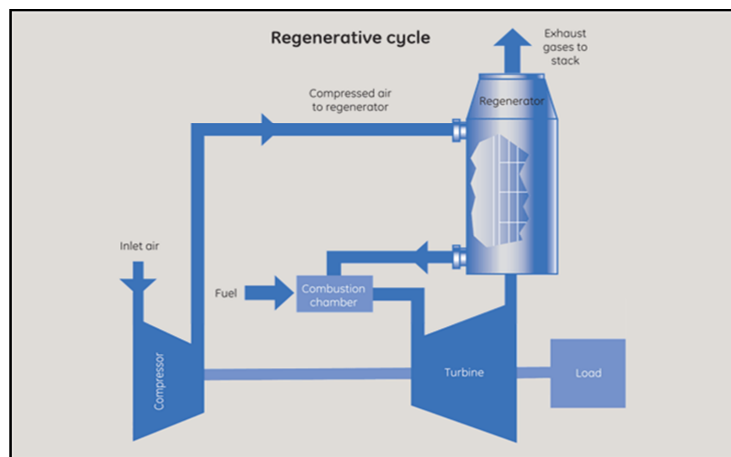 Regenerative cycle
Exhaust
gases to
stack
Compressed air
to regenerator
Regenerator
Inlet air
Fuel
Combustion
chamber
Compressor
Turbine
Load